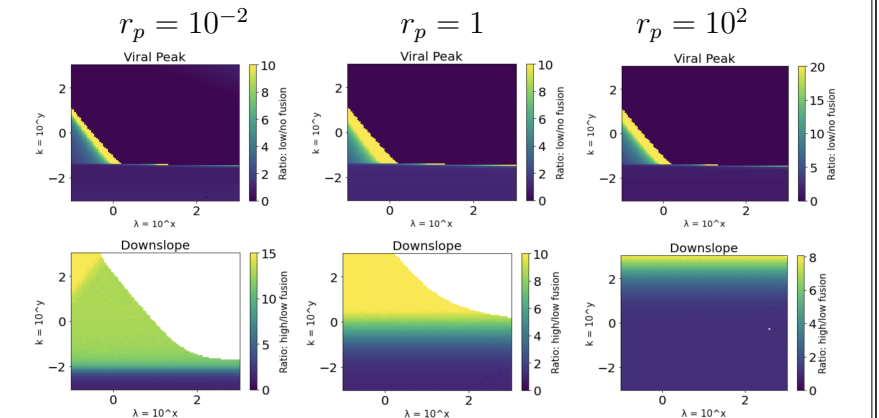 r_p = 10^{-2} r_p = 1 r_p = 10^2
Viral Peak Viral Peak Viral Peak
10 8 6 4 2 0
10 8 6 4 2 0
20 15 10 5 0
2 0 −2
2 0 −2
2 0 −2
k = 10^y k = 10^y k = 10^y
Ratio: low/no fusion Ratio: low/no fusion Ratio: low/no fusion
0 2 0 2 0 2
λ = 10^x λ = 10^x λ = 10^x
Downslope Downslope Downslope
15 10 5 0
10 8 6 4 2 0
8 6 4 2 0
2 0 −2
2 0 −2
2 0 −2
k = 10^y k = 10^y k = 10^y
Ratio: high/low fusion Ratio: high/low fusion Ratio: high/low fusion
0 2 0 2 0 2
λ = 10^x λ = 10^x λ = 10^x